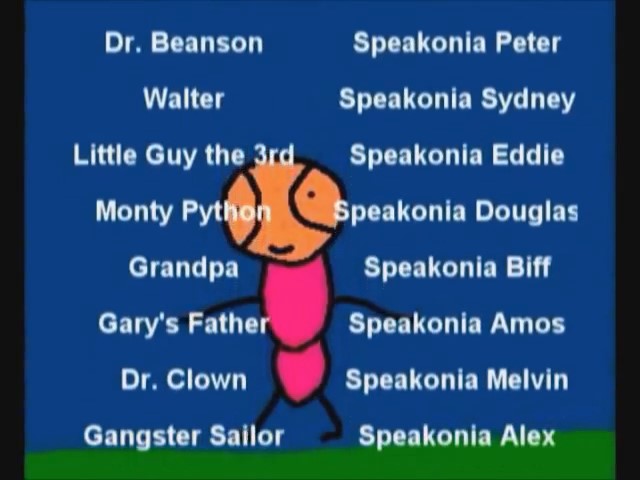 Dr. Beanson Speakonia Peter
Walter Speakonia Sydney
Little Guy the 3rd Speakonia Eddie
Monty Python Speakonia Douglas
Grandpa Speakonia Biff
Gary's Father Speakonia Amos
Dr. Clown Speakonia Melvin
Gangster Sailor Speakonia Alex